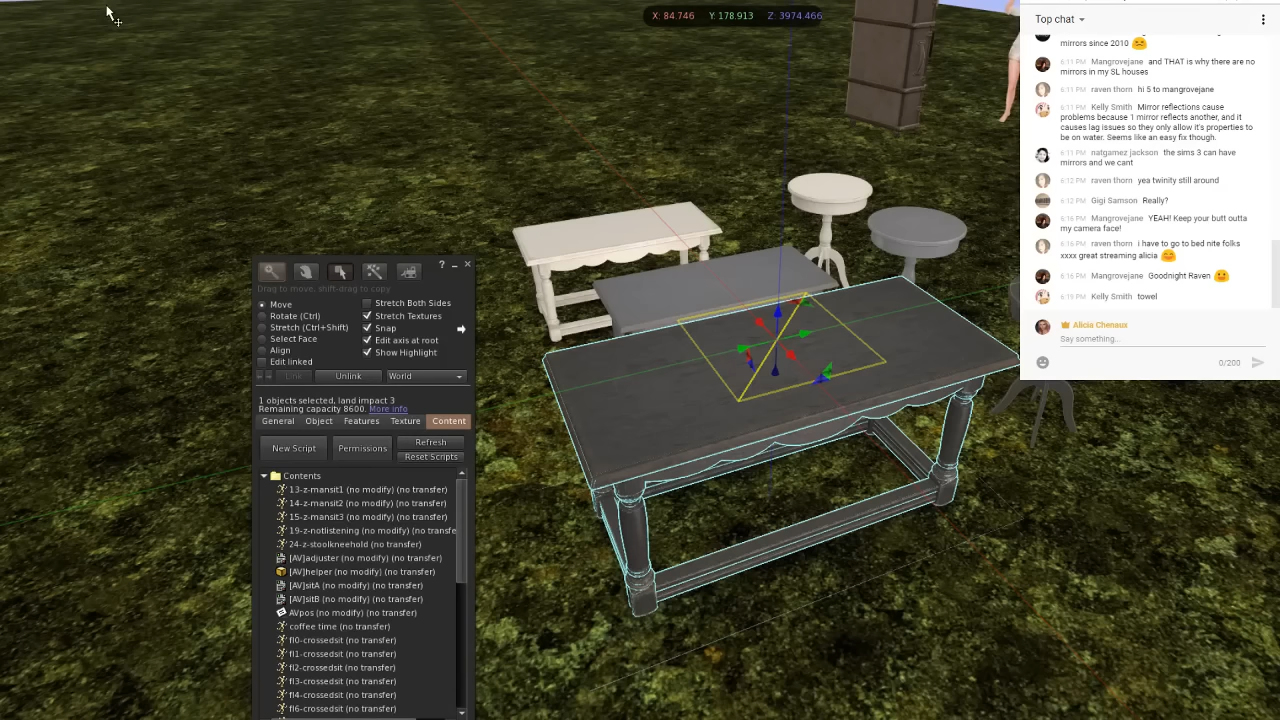 X: 84.746 Y: 178.913 Z: 3974.466
Top chat
mirrors since 2010
6:11 PM Mangrovejane and THAT is why there are no
mirrors in my SL houses
6:11 PM raven thorn hi 5 to mangrovejane
6:11 PM Kelly Smith Mirror reflections cause
problems because 1 mirror reflects another, and it
causes lag issues so they only allow it's properties to
be on water. Seems like an easy fix though.
6:11 PM natgamez jackson the sims 3 can have
mirrors and we cant
6:12 PM raven thorn yea twinity still around
6:12 PM Gigi Samson Really?
6:16 PM Mangrovejane YEAH! Keep your butt outta
my camera face!
6:16 PM raven thorn i have to go to bed nite folks
xxxx great streaming alicia
6:16 PM Mangrovejane Goodnight Raven
6:19 PM Kelly Smith towel
Alicia Chenaux
Say something...
0/200
?
Drag to move, shift-drag to copy
Move
Rotate (Ctrl)
Stretch (Ctrl+Shift)
Select Face
Align
Edit linked
Stretch Both Sides
Stretch Textures
Snap
Edit axis at root
Show Highlight
Link Unlink World
1 objects selected, land impact 3
Remaining capacity 8600. More info
General Object Features Texture Content
New Script Permissions Refresh
Reset Scripts
Contents
13-z-mansit1 (no modify) (no transfer)
14-z-mansit2 (no modify) (no transfer)
15-z-mansit3 (no modify) (no transfer)
19-z-notlistening (no modify) (no transfe
24-z-stoolkneehold (no transfer)
[AV]adjuster (no modify) (no transfer)
[AV]helper (no modify) (no transfer)
[AV]sitA (no modify) (no transfer)
[AV]sitB (no modify) (no transfer)
AVpos (no modify) (no transfer)
coffee time (no transfer)
fl0-crossedsit (no transfer)
fl1-crossedsit (no transfer)
fl2-crossedsit (no transfer)
fl3-crossedsit (no transfer)
fl4-crossedsit (no transfer)
fl6-crossedsit (no transfer)